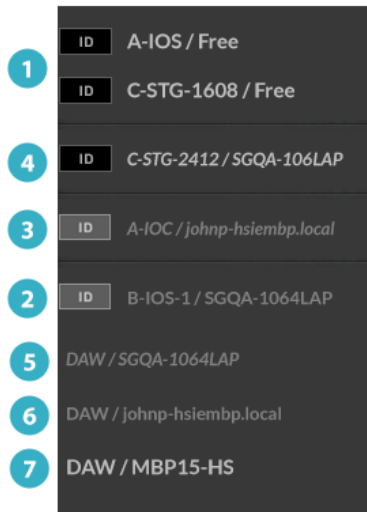 1
ID A-IOS / Free
ID C-STG-1608 / Free
4 ID C-STG-2412 / SGQA-106LAP
3 ID A-IOC / johnp-hsiembp.local
2 ID B-IOS-1 / SGQA-1064LAP
5 DAW / SGQA-1064LAP
6 DAW / johnp-hsiembp.local
7 DAW / MBP15-HS